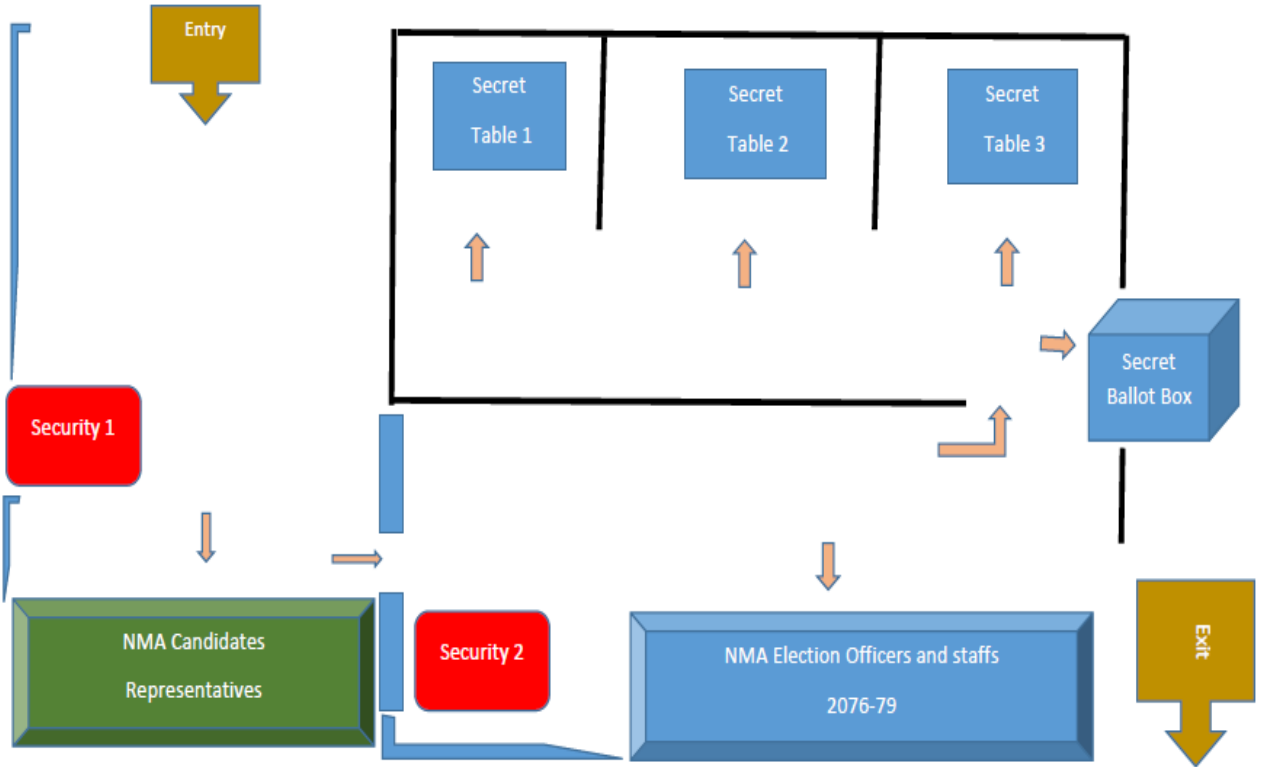 Entry
Secret
Table 1
Secret
Table 2
Secret
Table 3
Secret
Ballot Box
Security 1
NMA Candidates
Representatives
Security 2
NMA Election Officers and staffs
2076-79
Exit